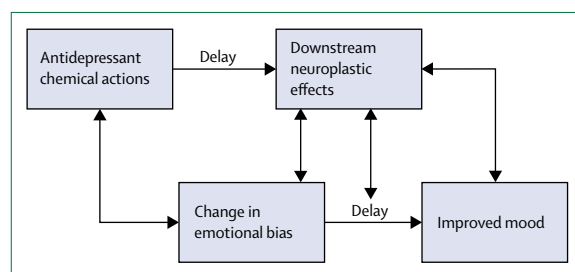 Antidepressant
chemical actions
Delay
Downstream
neuroplastic
effects
Change in
emotional bias
Delay
Improved mood